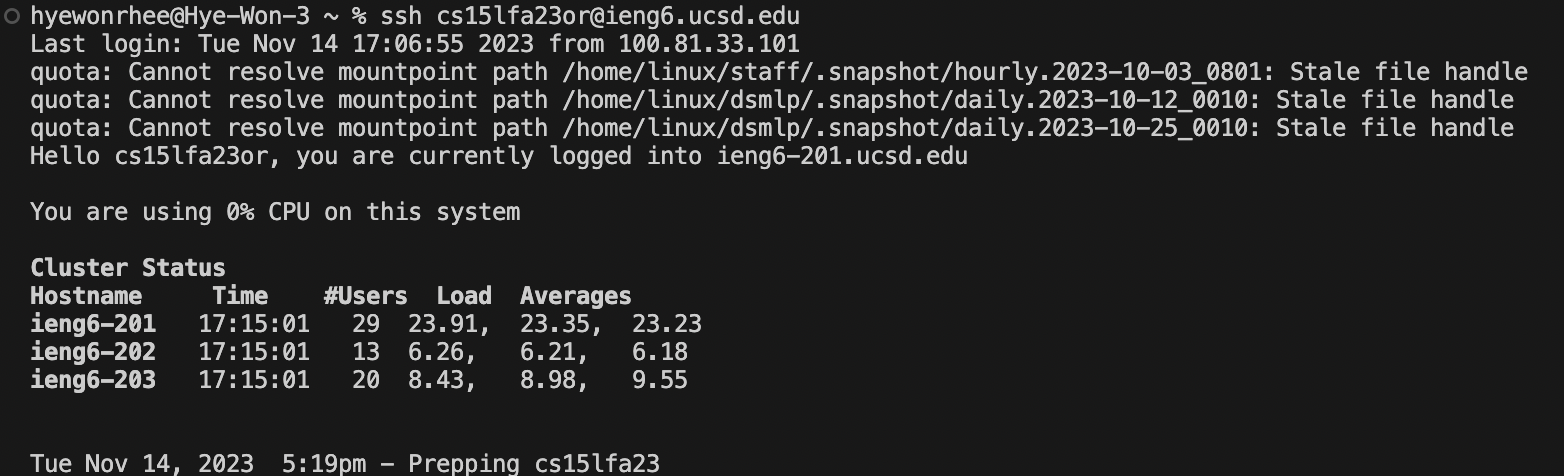 hyewonrhee@Hye-Won-3 ~ % ssh cs15lfa23or@ieng6.ucsd.edu
Last login: Tue Nov 14 17:06:55 2023 from 100.81.33.101
quota: Cannot resolve mountpoint path /home/linux/staff/.snapshot/hourly.2023-10-03_0801: Stale file handle
quota: Cannot resolve mountpoint path /home/linux/dsmlp/.snapshot/daily.2023-10-12_0010: Stale file handle
quota: Cannot resolve mountpoint path /home/linux/dsmlp/.snapshot/daily.2023-10-25_0010: Stale file handle
Hello cs15lfa23or, you are currently logged into ieng6-201.ucsd.edu
You are using 0% CPU on this system
Cluster Status
Hostname     Time    #Users  Load  Averages
ieng6-201   17:15:01   29  23.91,  23.35,  23.23
ieng6-202   17:15:01   13  6.26,   6.21,   6.18
ieng6-203   17:15:01   20  8.43,   8.98,   9.55
Tue Nov 14, 2023  5:19pm - Prepping cs15lfa23